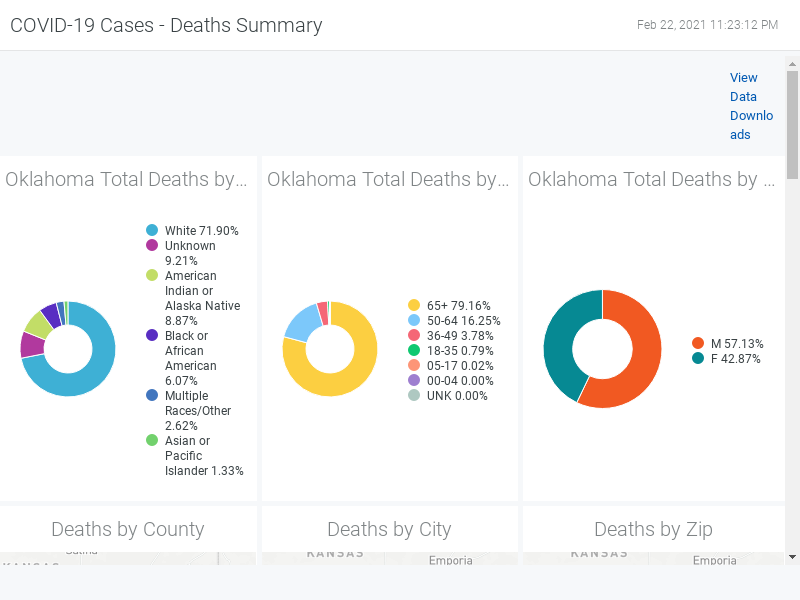 COVID-19 Cases - Deaths Summary
Feb 22, 2021 11:23:12 PM
View
Data
Downlo
ads
Oklahoma Total Deaths by...
White 71.90%
Unknown
9.21%
American
Indian or
Alaska Native
8.87%
Black or
African
American
6.07%
Multiple
Races/Other
2.62%
Asian or
Pacific
Islander 1.33%
Oklahoma Total Deaths by...
65+ 79.16%
50-64 16.25%
36-49 3.78%
18-35 0.79%
05-17 0.02%
00-04 0.00%
UNK 0.00%
Oklahoma Total Deaths by ...
M 57.13%
F 42.87%
Deaths by County
Salina
KANSAS
Deaths by City
KANSAS
Emporia
Deaths by Zip
KANSAS
Emporia